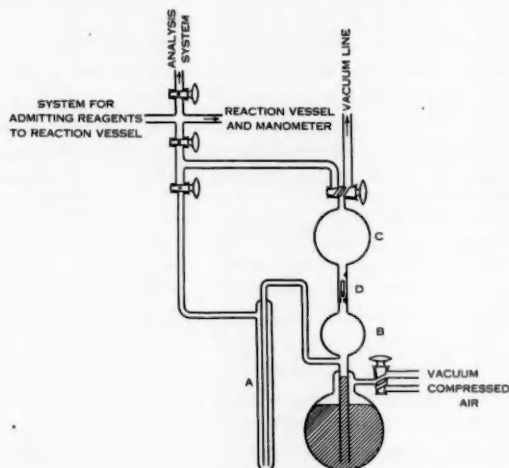 ANALYSIS
SYSTEM
VACUUM LINE
SYSTEM FOR
ADMITTING REAGENTS
TO REACTION VESSEL
REACTION VESSEL
AND MANOMETER
C
D
B
A
VACUUM
COMPRESSED
AIR